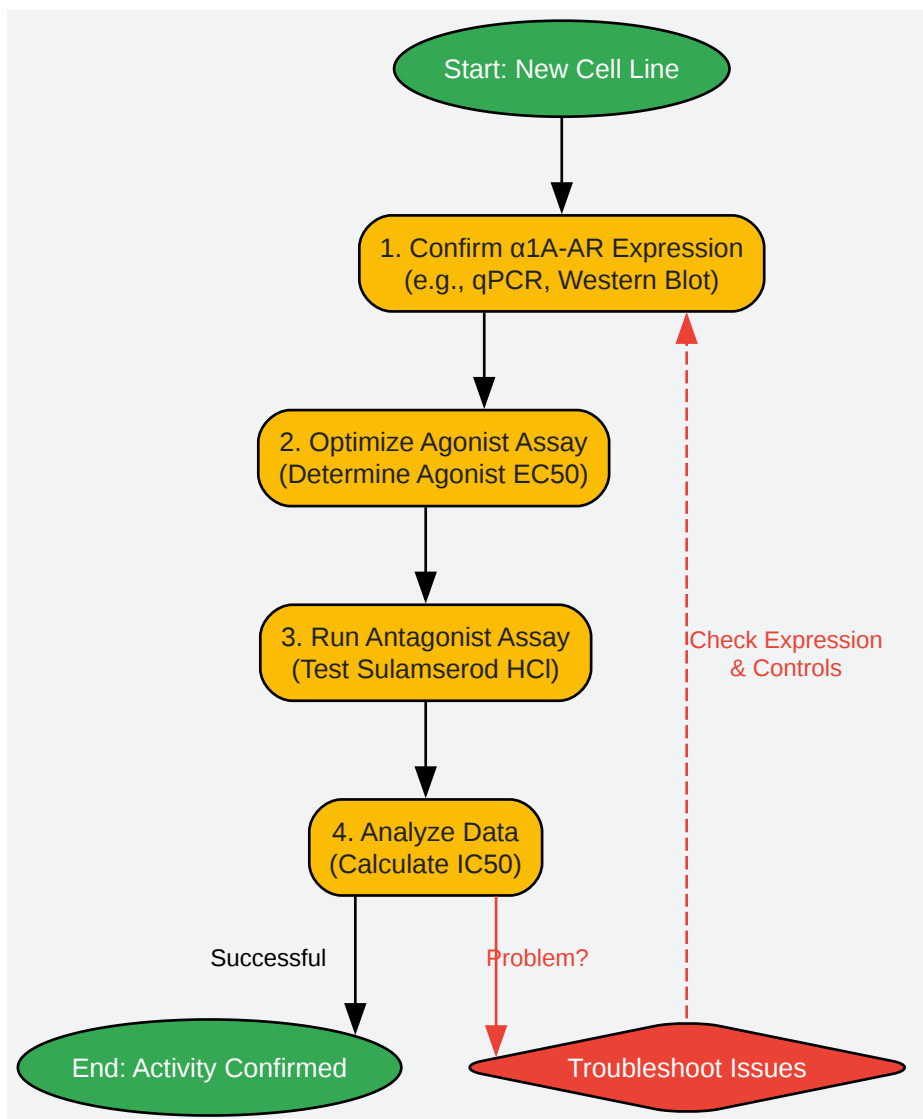 Start: New Cell Line
1. Confirm α1A-AR Expression
(e.g., qPCR, Western Blot)
2. Optimize Agonist Assay
(Determine Agonist EC50)
3. Run Antagonist Assay
(Test Sulamserod HCl)
Check Expression
& Controls
4. Analyze Data
(Calculate IC50)
Successful
Problem?
End: Activity Confirmed
Troubleshoot Issues